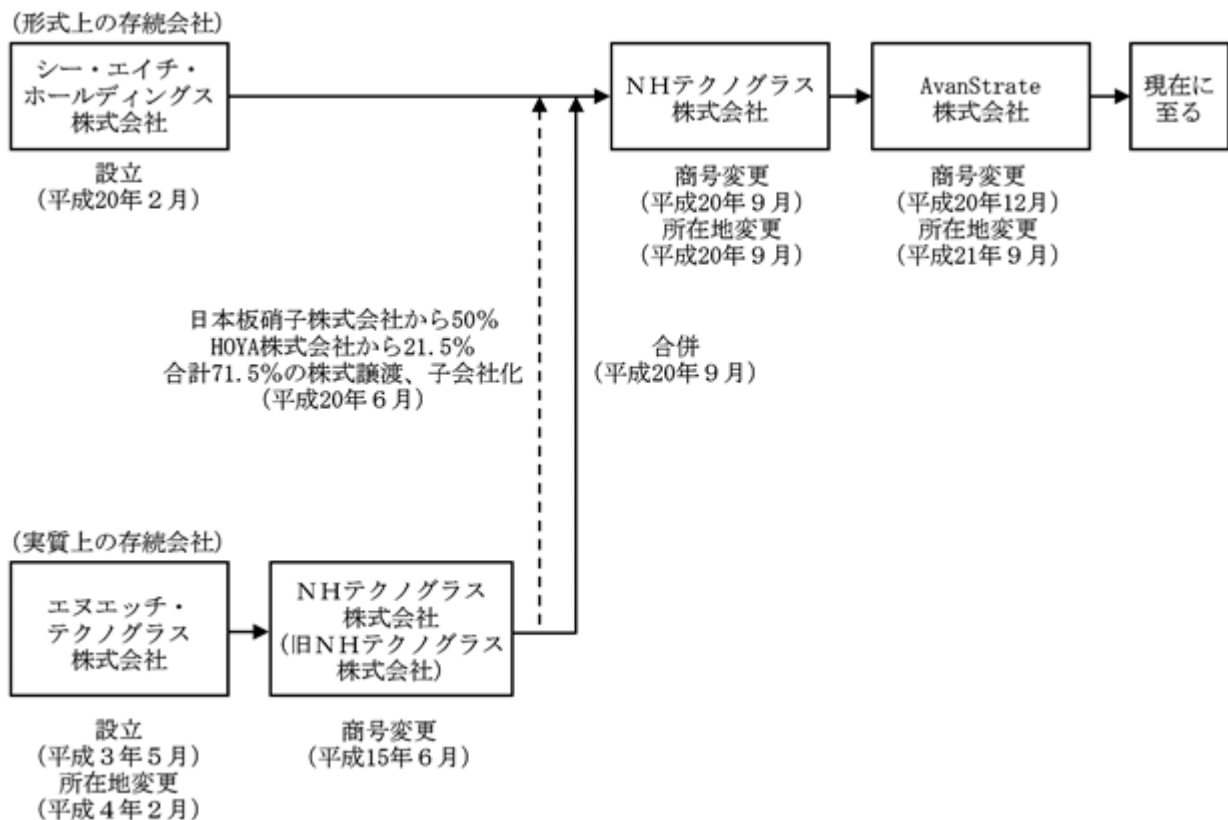 (形式上の存続会社)
シー・エイチ・
ホールディングス
株式会社
設立
(平成20年2月)
NHテクノグラス
株式会社
商号変更
(平成20年9月)
所在地変更
(平成20年9月)
AvanStrate
株式会社
商号変更
(平成20年12月)
所在地変更
(平成21年9月)
現在に
至る
日本板硝子株式会社から50%
HOYA株式会社から21.5%
合計71.5%の株式譲渡、子会社化
(平成20年6月)
合併
(平成20年9月)
(実質上の存続会社)
エヌエッチ・
テクノグラス
株式会社
設立
(平成3年5月)
所在地変更
(平成4年2月)
NHテクノグラス
株式会社
(旧NHテクノグラス
株式会社)
商号変更
(平成15年6月)